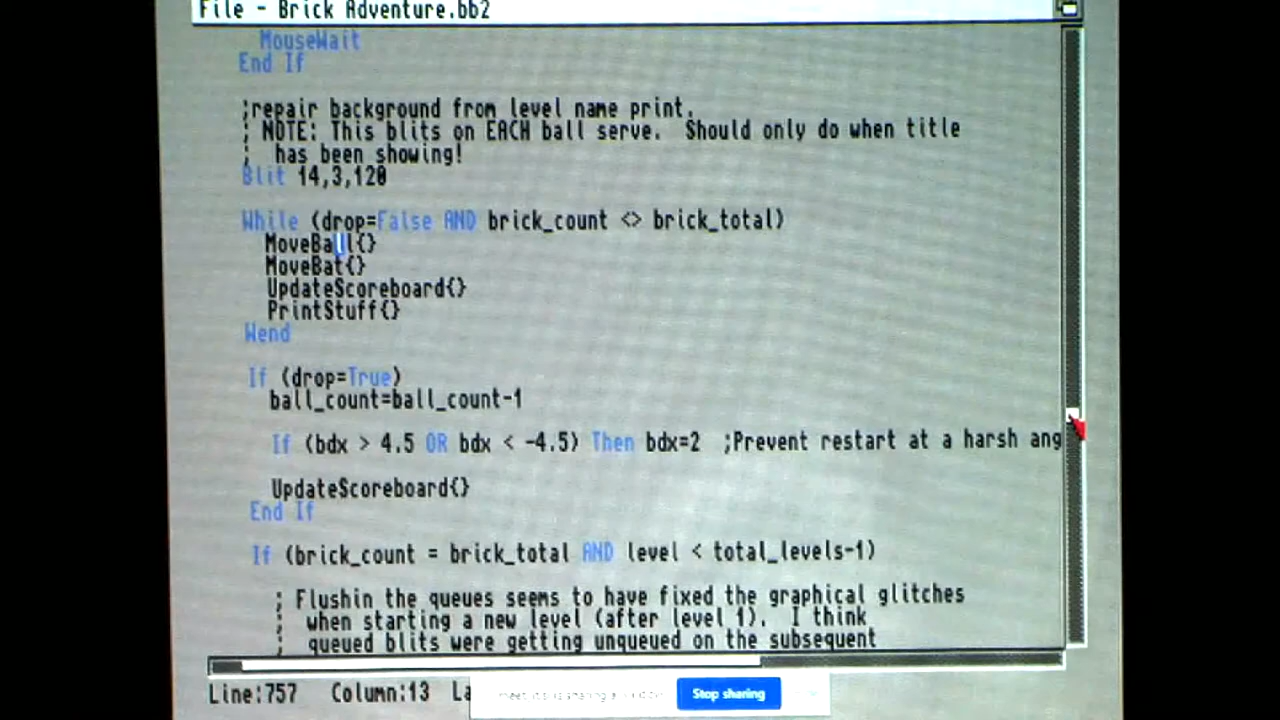 File - Brick Adventure.bb2
MouseWait
End If
;repair background from level name print.
; NOTE: This blits on EACH ball serve.  Should only do when title
;  has been showing!
Blit 14,3,120
While (drop=False AND brick_count <> brick_total)
MoveBall{}
MoveBat{}
UpdateScoreboard{}
PrintStuff{}
Wend
If (drop=True)
ball_count=ball_count-1
If (bdx > 4.5 OR bdx < -4.5) Then bdx=2  ;Prevent restart at a harsh ang
UpdateScoreboard{}
End If
If (brick_count = brick_total AND level < total_levels-1)
; Flushin the queues seems to have fixed the graphical glitches
;  when starting a new level (after level 1).  I think
;  queued blits were getting unqueued on the subsequent
Line:757   Column:13   La
Stop sharing